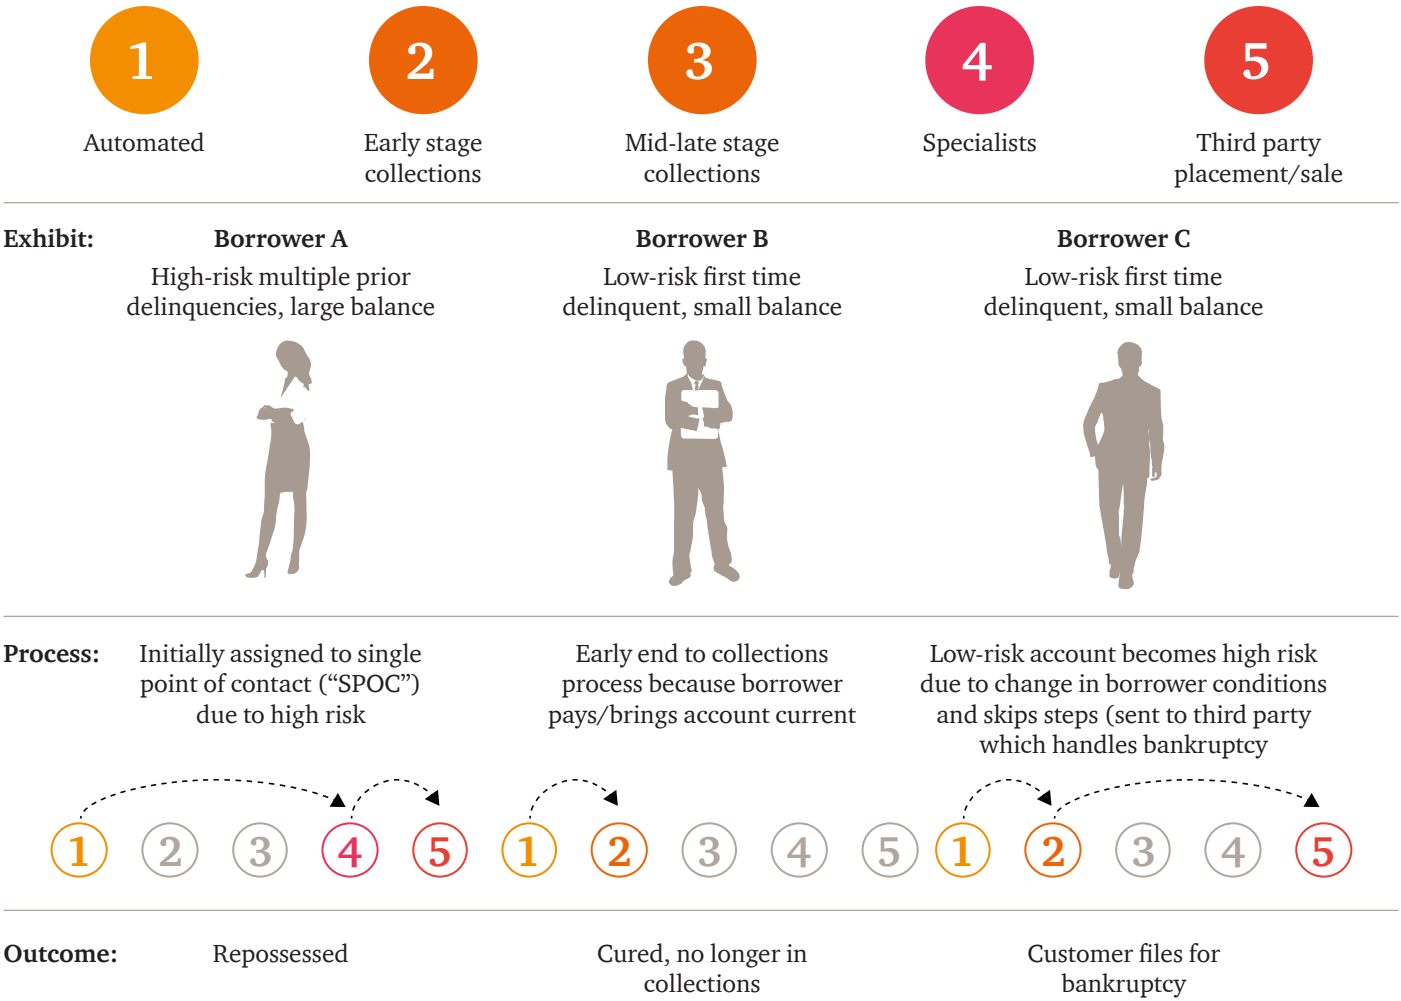 1
2
3
4
5
Automated
Early stage
collections
Mid-late stage
collections
Specialists
Third party
placement/sale
Exhibit:
Borrower A
High-risk multiple prior
delinquencies, large balance
Borrower B
Low-risk first time
delinquent, small balance
Borrower C
Low-risk first time
delinquent, small balance
Process:
Initially assigned to single
point of contact (“SPOC”)
due to high risk
Early end to collections
process because borrower
pays/brings account current
Low-risk account becomes high risk
due to change in borrower conditions
and skips steps (sent to third party
which handles bankruptcy
1 2 3 4 5
1 2 3 4 5
1 2 3 4 5
Outcome:
Repossessed
Cured, no longer in
collections
Customer files for
bankruptcy